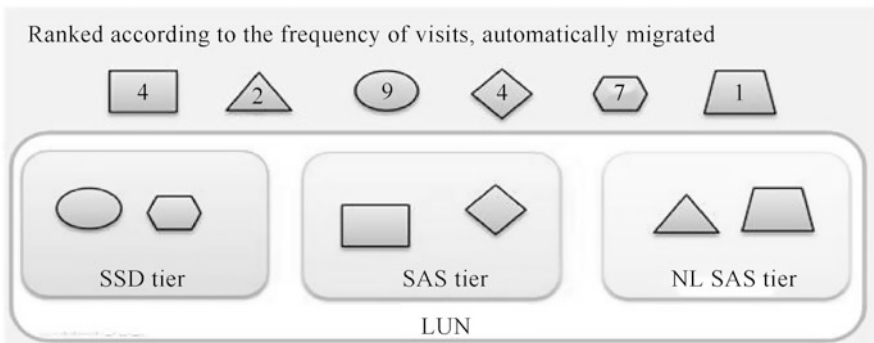 Ranked according to the frequency of visits, automatically migrated
4 2 9 4 7 1
SSD tier SAS tier NL SAS tier
LUN